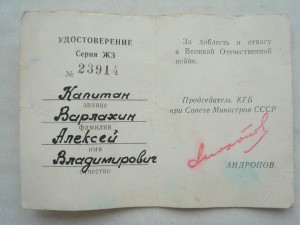 УДОСТОВЕРЕНИЕ
Серия ЖЗ
№ 23914
Капитан
звание
Варлахин
фамилия
Алексей
имя
Владимирович
отчество
За доблесть и отвагу
в Великой Отечественной
войне.
Председатель КГБ
при Совете Министров СССР
АНДРОПОВ.